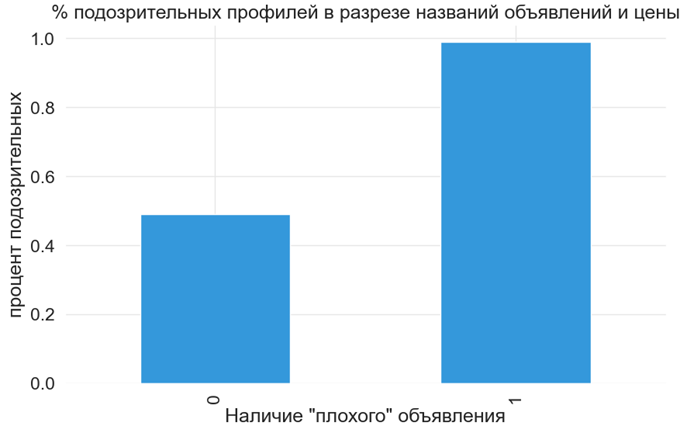 % подозрительных профилей в разрезе названий объявлений и цены
процент подозрительных
1.0
0.8
0.6
0.4
0.2
0.0
0
1
Наличие "плохого" объявления